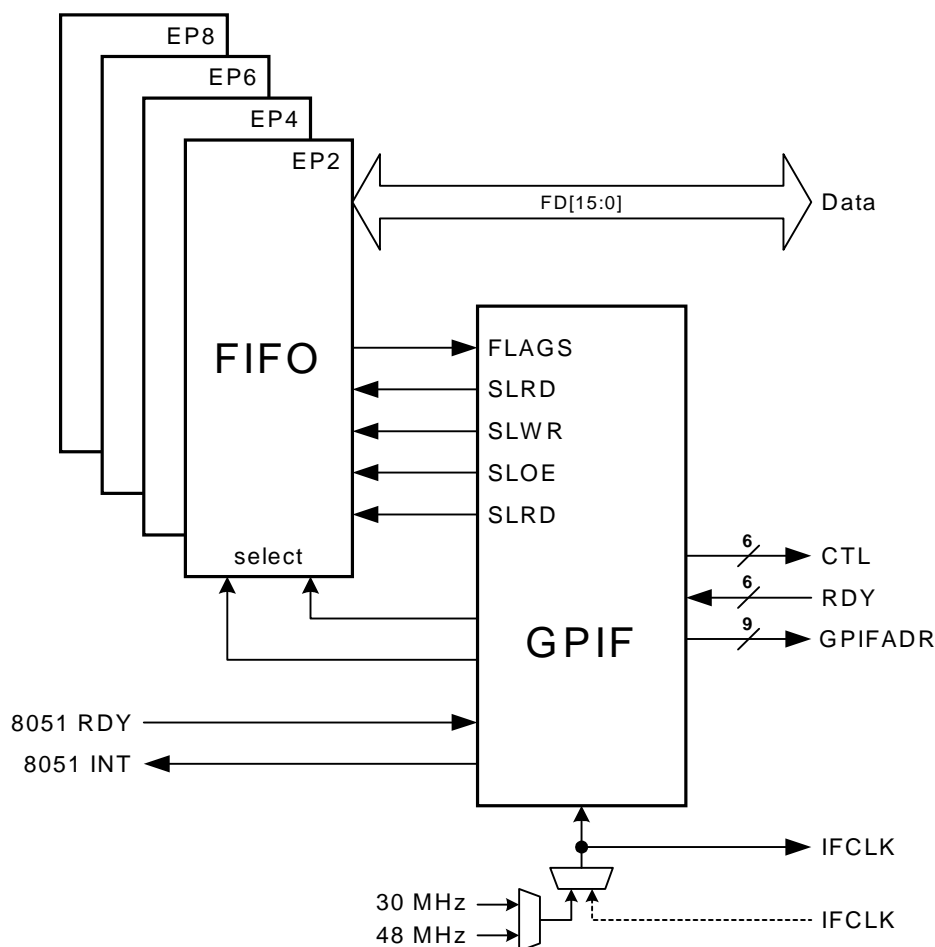 EP8
EP6
EP4
EP2
FD[15:0]
Data
FIFO
FLAGS
SLRD
SLWR
SLOE
SLRD
select
6
CTL
6
RDY
9
GPIFADR
GPIF
8051 RDY
8051 INT
IFCLK
30 MHz
48 MHz
IFCLK